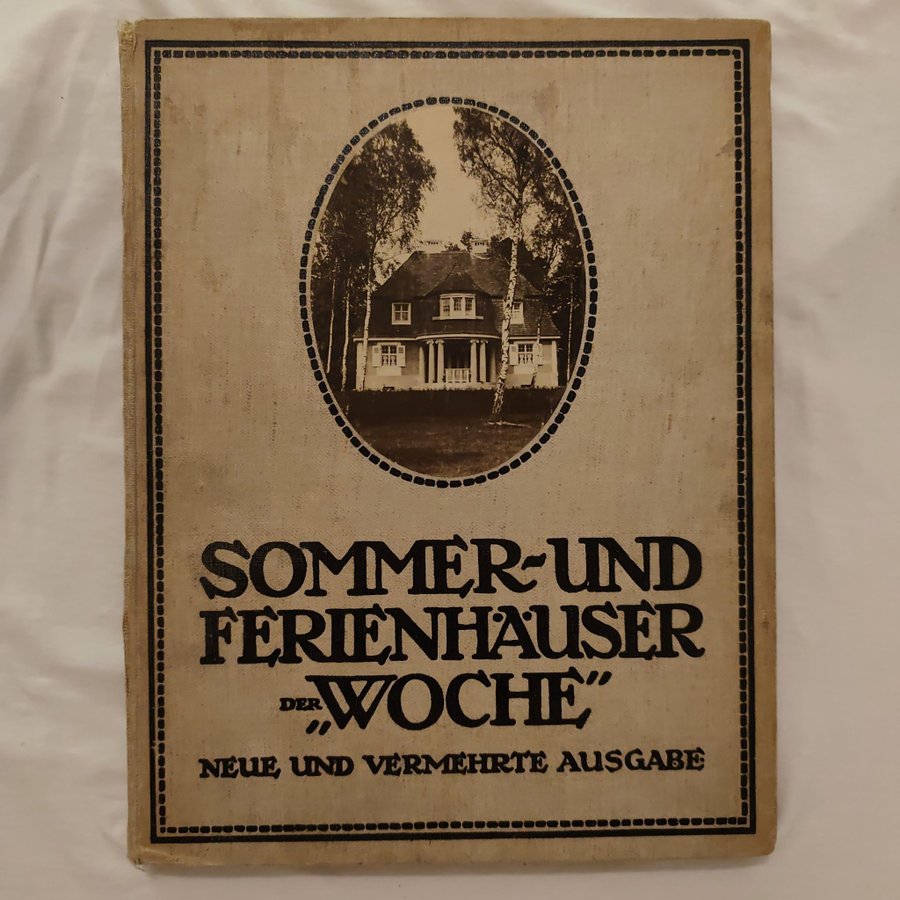 SOMMER- UND
FERIENHÄUSER
DER „WOCHE"
NEUE UND VERMEHRTE AUSGABE